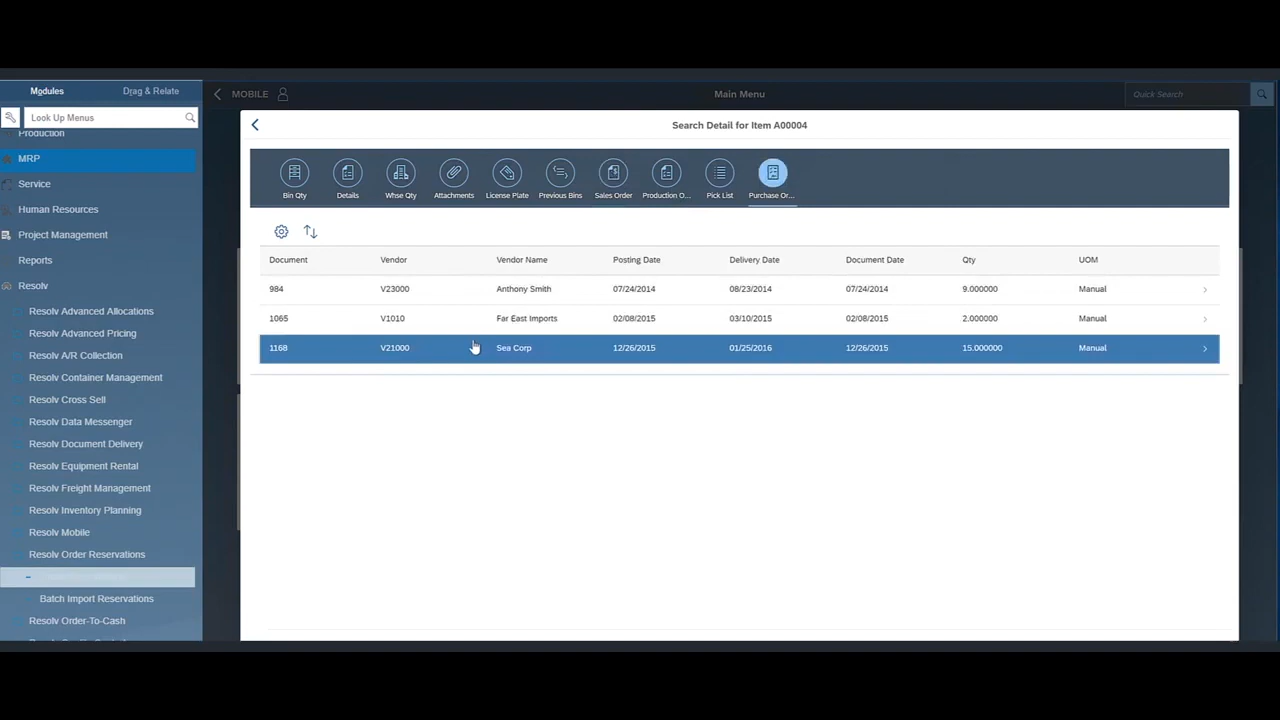 Modules Drag & Relate
Look Up Menus
Production
MRP
Service
Human Resources
Project Management
Reports
Resolv
Resolv Advanced Allocations
Resolv Advanced Pricing
Resolv A/R Collection
Resolv Container Management
Resolv Cross Sell
Resolv Data Messenger
Resolv Document Delivery
Resolv Equipment Rental
Resolv Freight Management
Resolv Inventory Planning
Resolv Mobile
Resolv Order Reservations
Batch Import Reservations
Resolv Order-To-Cash
MOBILE Main Menu Quick Search
Search Detail for Item A00004
Bin Qty Details Whse Qty Attachments License Plate Previous Bins Sales Order Production O... Pick List Purchase Or...
Document Vendor Vendor Name Posting Date Delivery Date Document Date Qty UOM
984 V23000 Anthony Smith 07/24/2014 08/23/2014 07/24/2014 9.000000 Manual
1065 V1010 Far East Imports 02/08/2015 03/10/2015 02/08/2015 2.000000 Manual
1168 V21000 Sea Corp 12/26/2015 01/25/2016 12/26/2015 15.000000 Manual